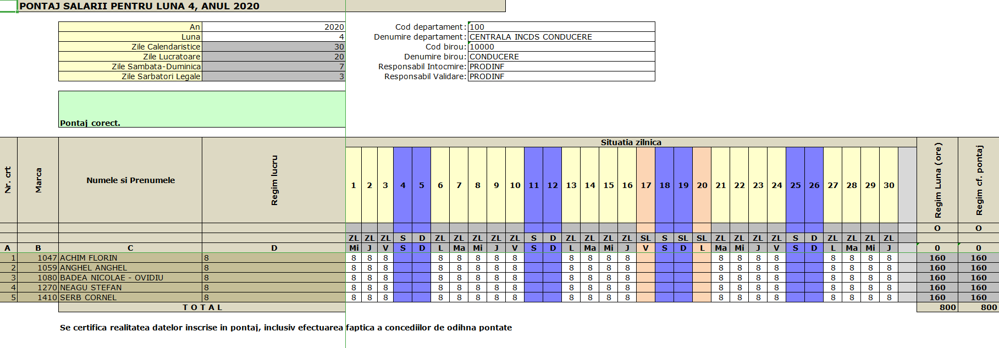 PONTAJ SALARII PENTRU LUNA 4, ANUL 2020
An 2020 Cod departament: 100
Luna 4 Denumire departament: CENTRALA INCDS CONDUCERE
Zile Calendaristice 30 Cod birou: 10000
Zile Lucratoare 20 Denumire birou: CONDUCERE
Zile Sambata-Duminica 7 Responsabil Intocmire: PRODINF
Zile Sarbatori Legale 3 Responsabil Validare: PRODINF
Pontaj corect.
Situatia zilnica
Nr. crt Marca Numele si Prenumele Regim lucru 1 2 3 4 5 6 7 8 9 10 11 12 13 14 15 16 17 18 19 20 21 22 23 24 25 26 27 28 29 30 Regim Luna (ore) Regim cf. pontaj
O O
ZL ZL ZL S D ZL ZL ZL ZL ZL S D ZL ZL ZL ZL SL S SL SL ZL ZL ZL ZL S D ZL ZL ZL ZL
A B C D Mi J V S D L Ma Mi J V S D L Ma Mi J V S D L Ma Mi J V S D L Ma Mi J 0 0
1 1047 ACHIM FLORIN 8 8 8 8 8 8 8 8 8 8 8 8 8 8 8 8 8 8 8 8 8 160 160
2 1059 ANGHEL ANGHEL 8 8 8 8 8 8 8 8 8 8 8 8 8 8 8 8 8 8 8 8 8 160 160
3 1080 BADEA NICOLAE - OVIDIU 8 8 8 8 8 8 8 8 8 8 8 8 8 8 8 8 8 8 8 8 8 160 160
4 1270 NEAGU STEFAN 8 8 8 8 8 8 8 8 8 8 8 8 8 8 8 8 8 8 8 8 8 160 160
5 1410 SERB CORNEL 8 8 8 8 8 8 8 8 8 8 8 8 8 8 8 8 8 8 8 8 8 160 160
T O T A L 800 800
Se certifica realitatea datelor inscrise in pontaj, inclusiv efectuarea faptica a concediilor de odihna pontate